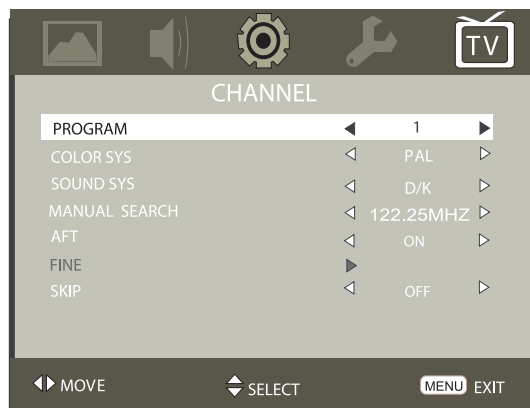 TV
CHANNEL
PROGRAM 1
COLOR SYS PAL
SOUND SYS D/K
MANUAL SEARCH 122.25MHZ
AFT ON
FINE
SKIP OFF
MOVE SELECT MENU EXIT